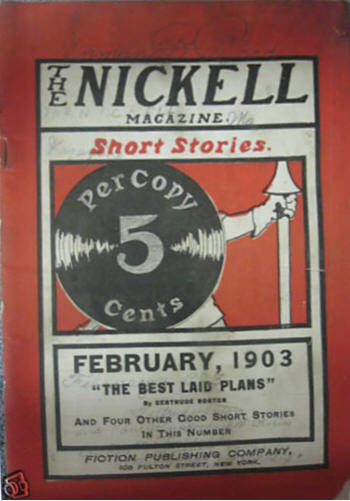 THE NICKELL
MAGAZINE
Short Stories.
Per Copy
5
Cents
FEBRUARY, 1903
"THE BEST LAID PLANS"
By GERTRUDE NORTON
AND FOUR OTHER GOOD SHORT STORIES
IN THIS NUMBER
FICTION PUBLISHING COMPANY,
108 FULTON STREET, NEW YORK.